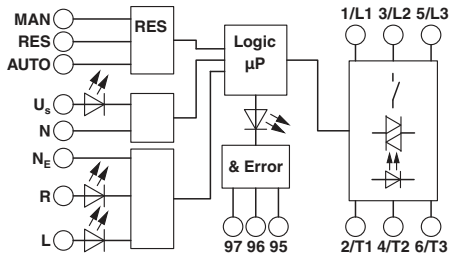 MAN
RES
AUTO
RES
Us
N
NE
R
L
Logic
µP
& Error
97 96 95
1/L1 3/L2 5/L3
2/T1 4/T2 6/T3